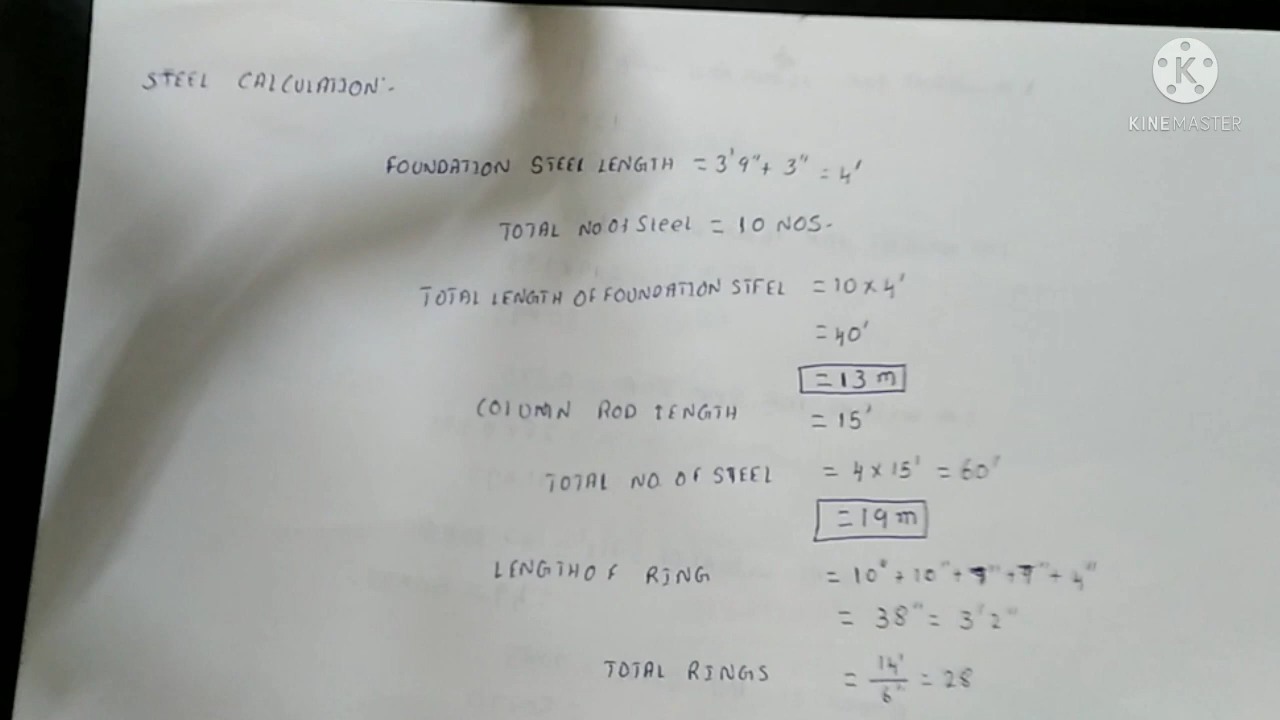 STEEL CALCULATION:-
KINEMASTER
FOUNDATION STEEL LENGTH = 3'9" + 3" = 4'
TOTAL NO Of Steel = 10 NOS.
TOTAL LENGTH OF FOUNDATION STEEL = 10 x 4'
= 40'
= 13 m
COLUMN ROD LENGTH = 15'
TOTAL NO. OF STEEL = 4 x 15' = 60'
= 19 m
LENGTH OF RING = 10" + 10" + 7" + 7" + 4"
= 38" = 3'2"
TOTAL RINGS = 14'/6" = 28